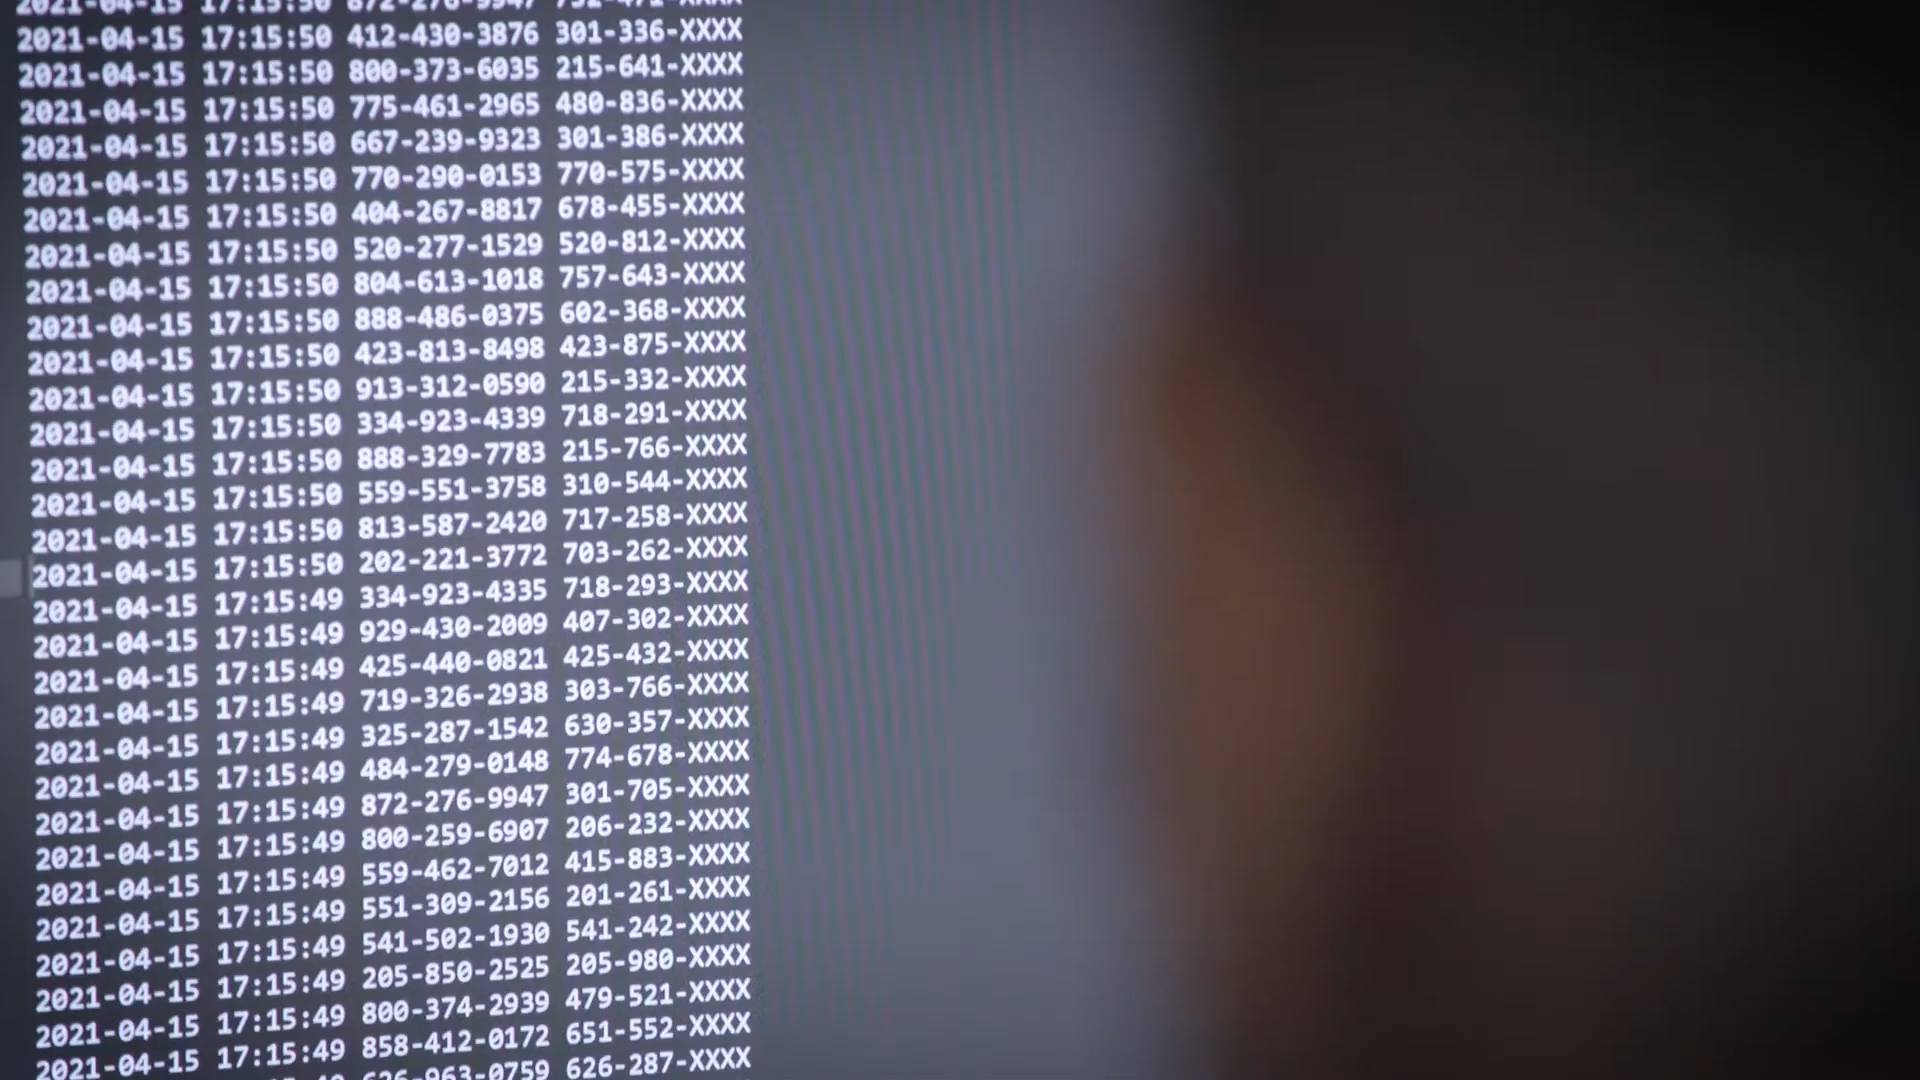 2021-04-15 17:15:50 872-276-9947
2021-04-15 17:15:50 412-430-3876 301-336-XXXX
2021-04-15 17:15:50 800-373-6035 215-641-XXXX
2021-04-15 17:15:50 775-461-2965 480-836-XXXX
2021-04-15 17:15:50 667-239-9323 301-386-XXXX
2021-04-15 17:15:50 770-290-0153 770-575-XXXX
2021-04-15 17:15:50 404-267-8817 678-455-XXXX
2021-04-15 17:15:50 520-277-1529 520-812-XXXX
2021-04-15 17:15:50 804-613-1018 757-643-XXXX
2021-04-15 17:15:50 888-486-0375 602-368-XXXX
2021-04-15 17:15:50 423-813-8498 423-875-XXXX
2021-04-15 17:15:50 913-312-0590 215-332-XXXX
2021-04-15 17:15:50 334-923-4339 718-291-XXXX
2021-04-15 17:15:50 888-329-7783 215-766-XXXX
2021-04-15 17:15:50 559-551-3758 310-544-XXXX
2021-04-15 17:15:50 813-587-2420 717-258-XXXX
2021-04-15 17:15:50 202-221-3772 703-262-XXXX
2021-04-15 17:15:49 334-923-4335 718-293-XXXX
2021-04-15 17:15:49 929-430-2009 407-302-XXXX
2021-04-15 17:15:49 425-440-0821 425-432-XXXX
2021-04-15 17:15:49 719-326-2938 303-766-XXXX
2021-04-15 17:15:49 325-287-1542 630-357-XXXX
2021-04-15 17:15:49 484-279-0148 774-678-XXXX
2021-04-15 17:15:49 872-276-9947 301-705-XXXX
2021-04-15 17:15:49 800-259-6907 206-232-XXXX
2021-04-15 17:15:49 559-462-7012 415-883-XXXX
2021-04-15 17:15:49 551-309-2156 201-261-XXXX
2021-04-15 17:15:49 541-502-1930 541-242-XXXX
2021-04-15 17:15:49 205-850-2525 205-980-XXXX
2021-04-15 17:15:49 800-374-2939 479-521-XXXX
2021-04-15 17:15:49 858-412-0172 651-552-XXXX
626-963-0759 626-287-XXXX